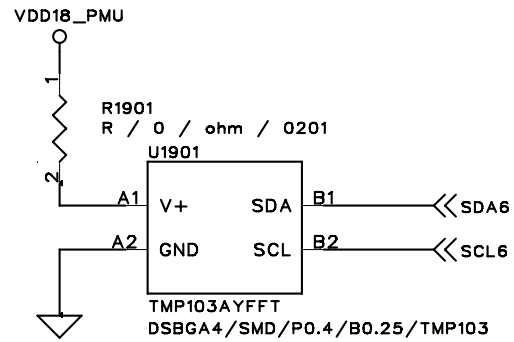 VDD18_PMU
1
R1901
R / 0 / ohm / 0201
2
U1901
A1 V+ SDA B1 SDA6
A2 GND SCL B2 SCL6
TMP103AYFFT
DSBGA4/SMD/P0.4/B0.25/TMP103